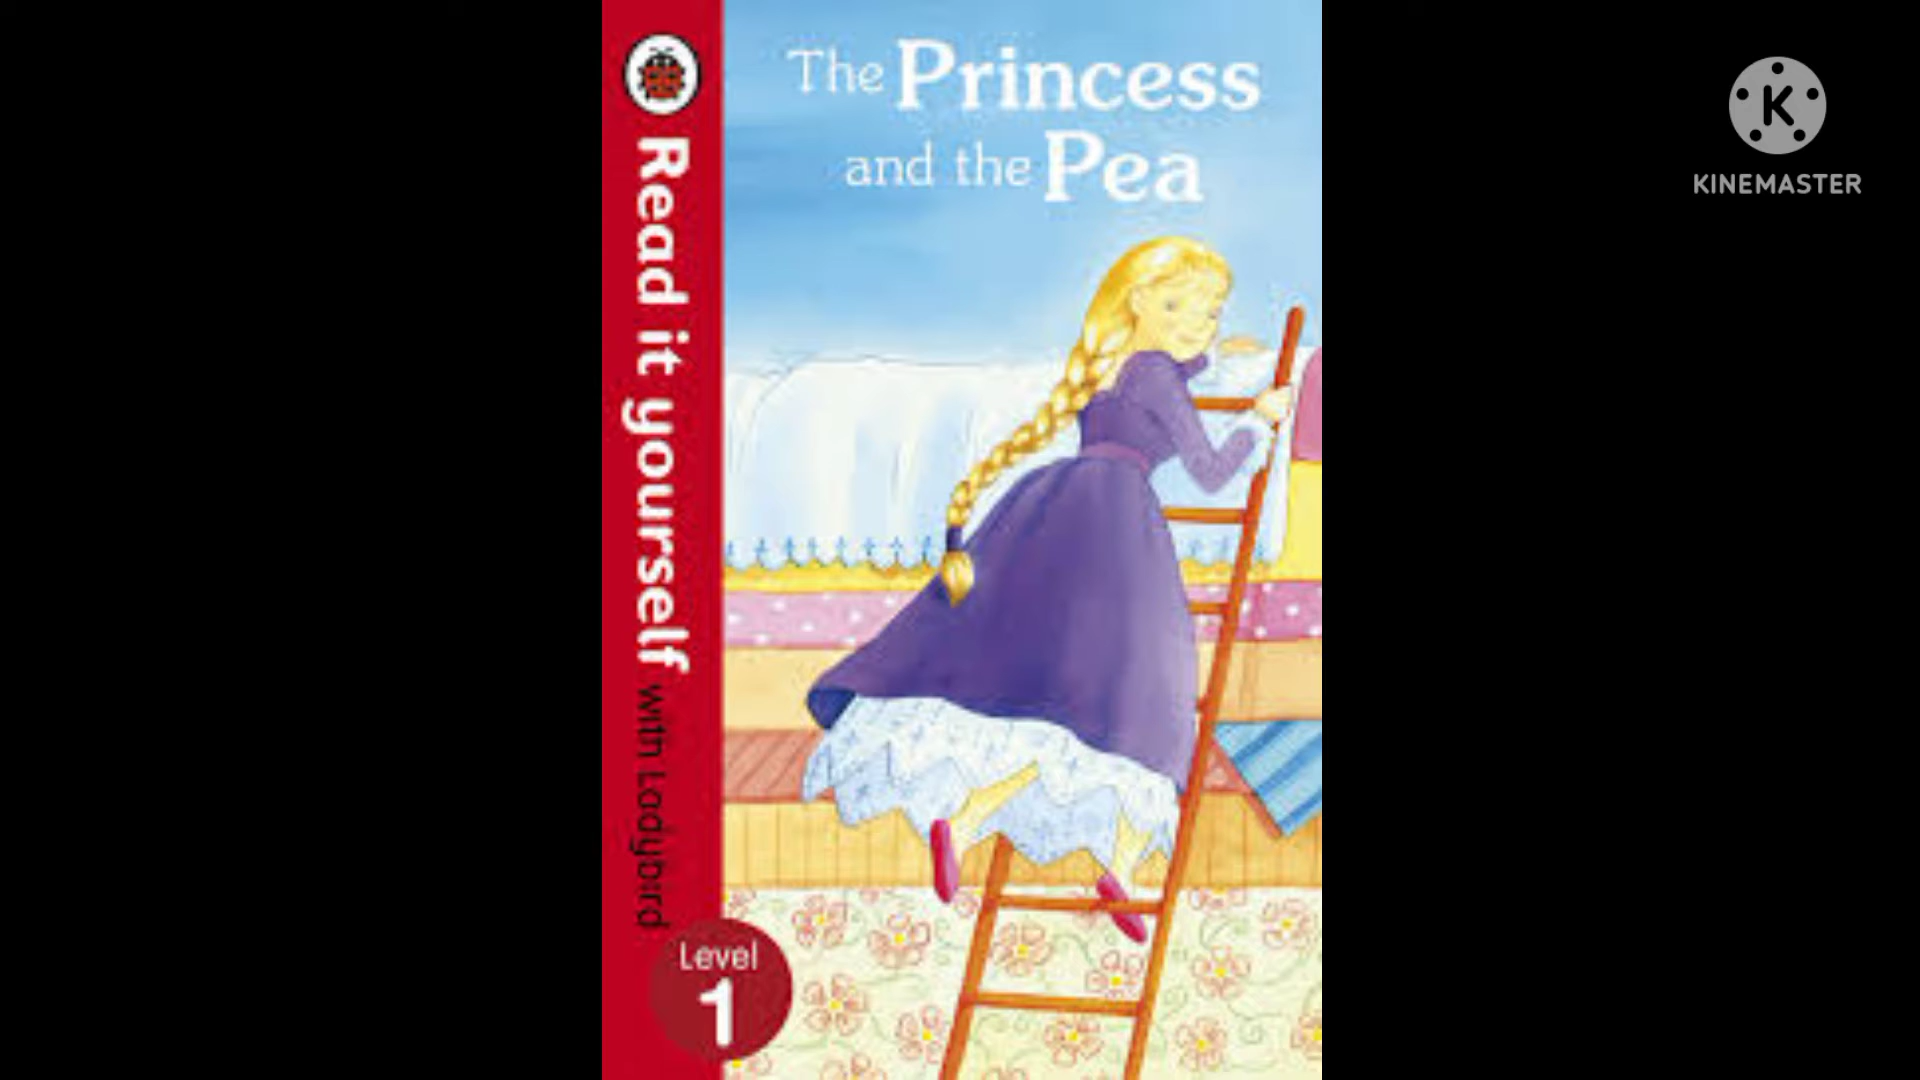 The Princess
and the Pea
Read it yourself with Ladybird
Level
1
K
KINEMASTER